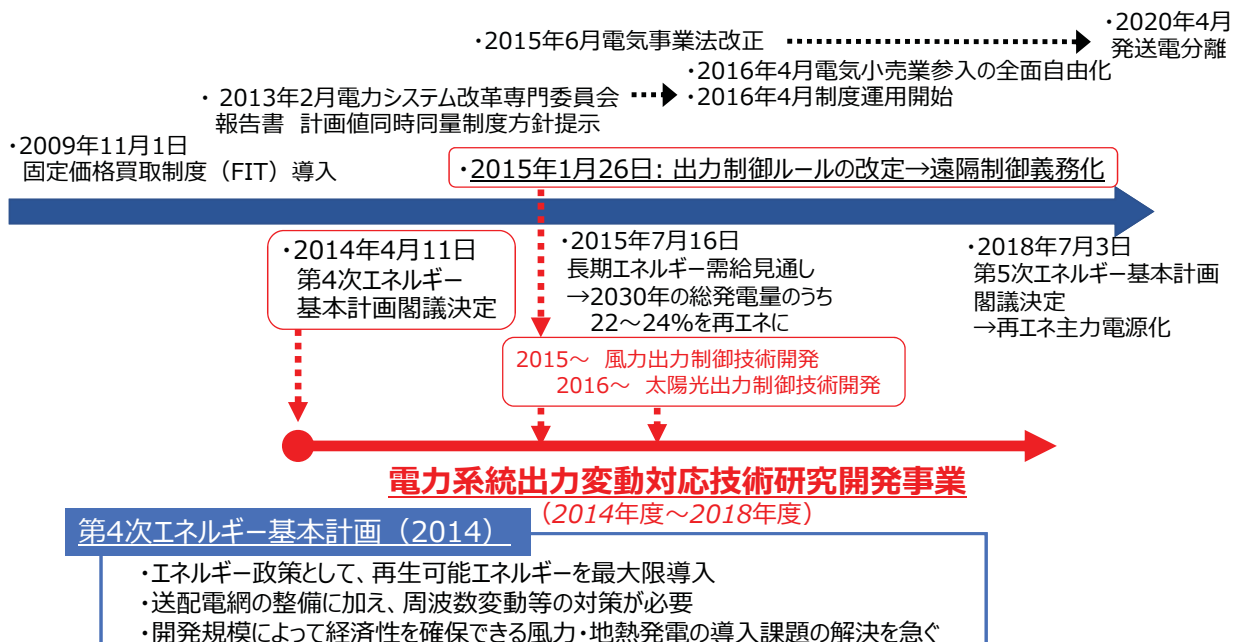 ・2020年4月
発送電分離
・2015年6月電気事業法改正
・2016年4月電気小売業参入の全面自由化
・2016年4月制度運用開始
・ 2013年2月電力システム改革専門委員会
報告書 計画値同時同量制度方針提示
・2009年11月1日
固定価格買取制度（FIT）導入
・2015年1月26日: 出力制御ルールの改定→遠隔制御義務化
・2014年4月11日
第4次エネルギー
基本計画閣議決定
・2015年7月16日
長期エネルギー需給見通し
→2030年の総発電量のうち
22～24%を再エネに
・2018年7月3日
第5次エネルギー基本計画
閣議決定
→再エネ主力電源化
2015～ 風力出力制御技術開発
2016～ 太陽光出力制御技術開発
電力系統出力変動対応技術研究開発事業
（2014年度～2018年度）
第4次エネルギー基本計画（2014）
・エネルギー政策として、再生可能エネルギーを最大限導入
・送配電網の整備に加え、周波数変動等の対策が必要
・開発規模によって経済性を確保できる風力・地熱発電の導入課題の解決を急ぐ